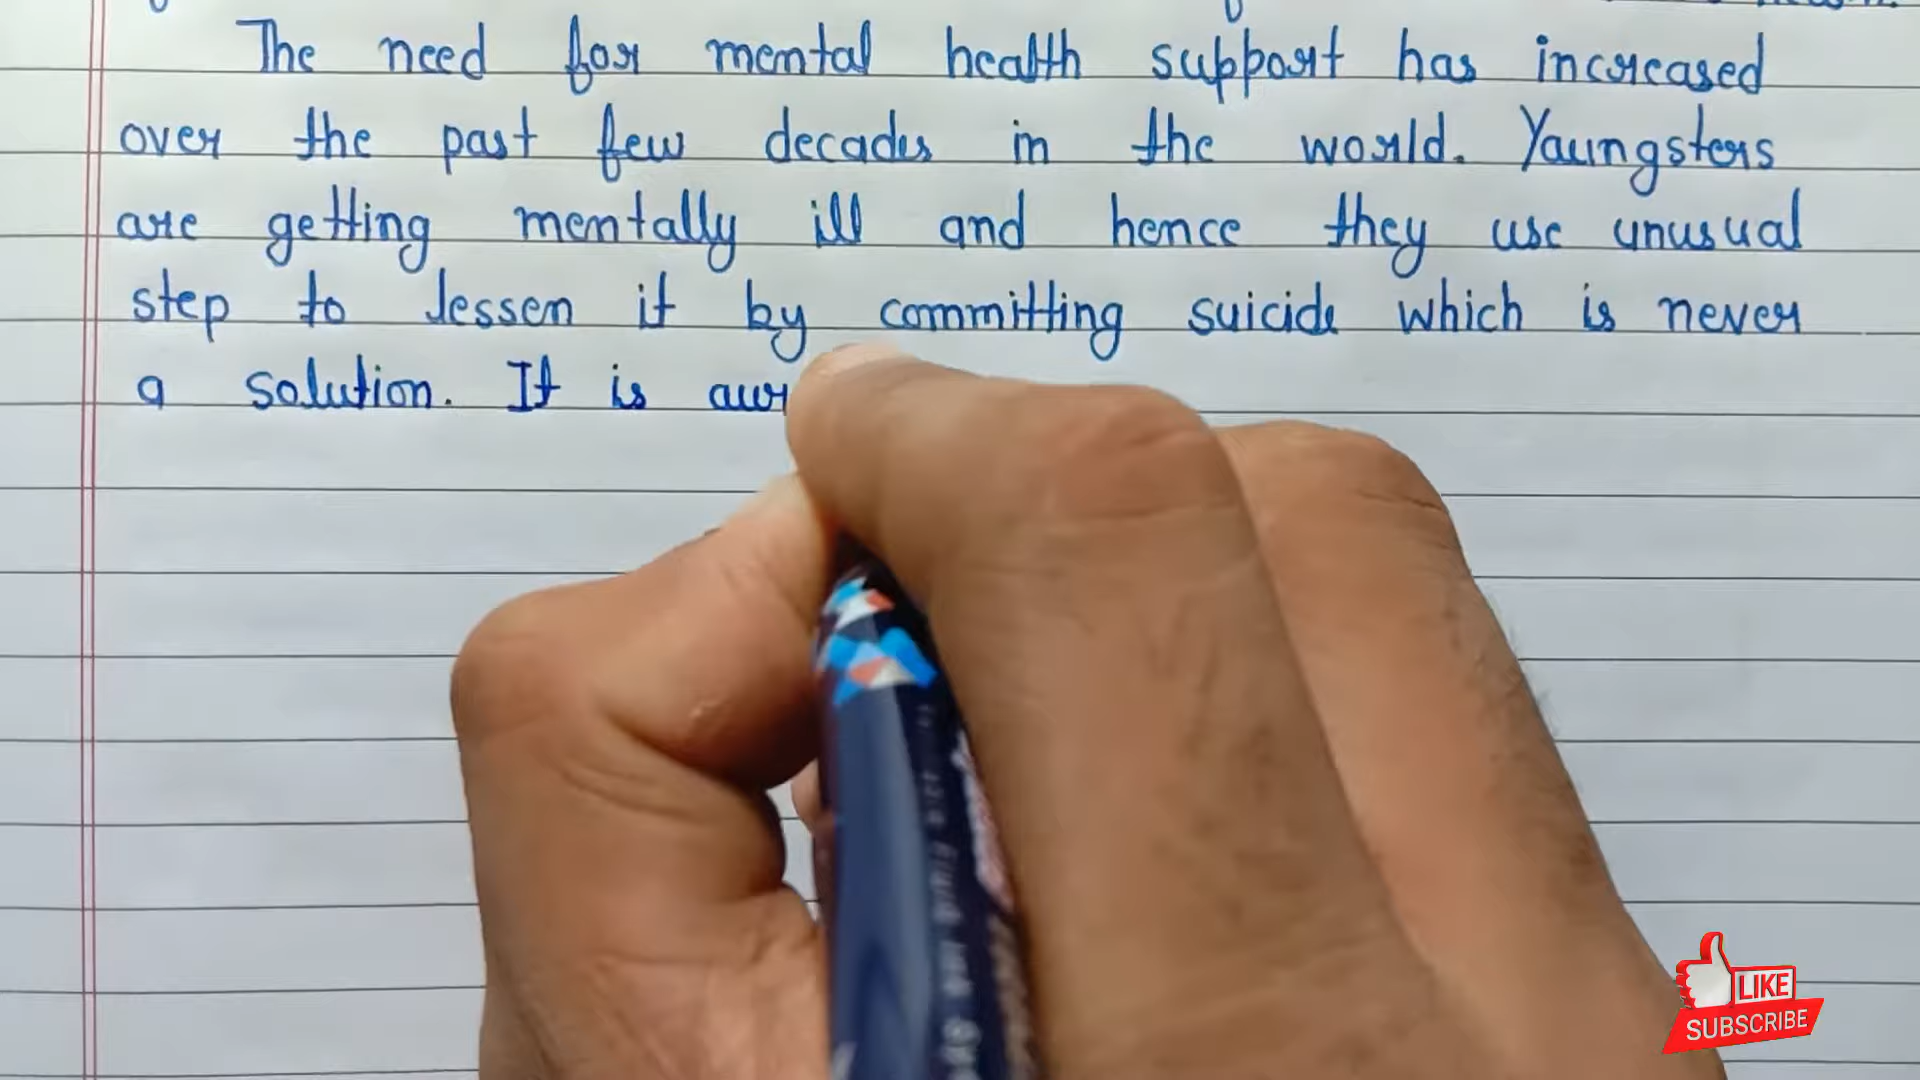 The need for mental health support has increased
over the past few decades in the world. Youngsters
are getting mentally ill and hence they use unusual
step to lessen it by committing suicide which is never
a solution. It is
LIKE
SUBSCRIBE